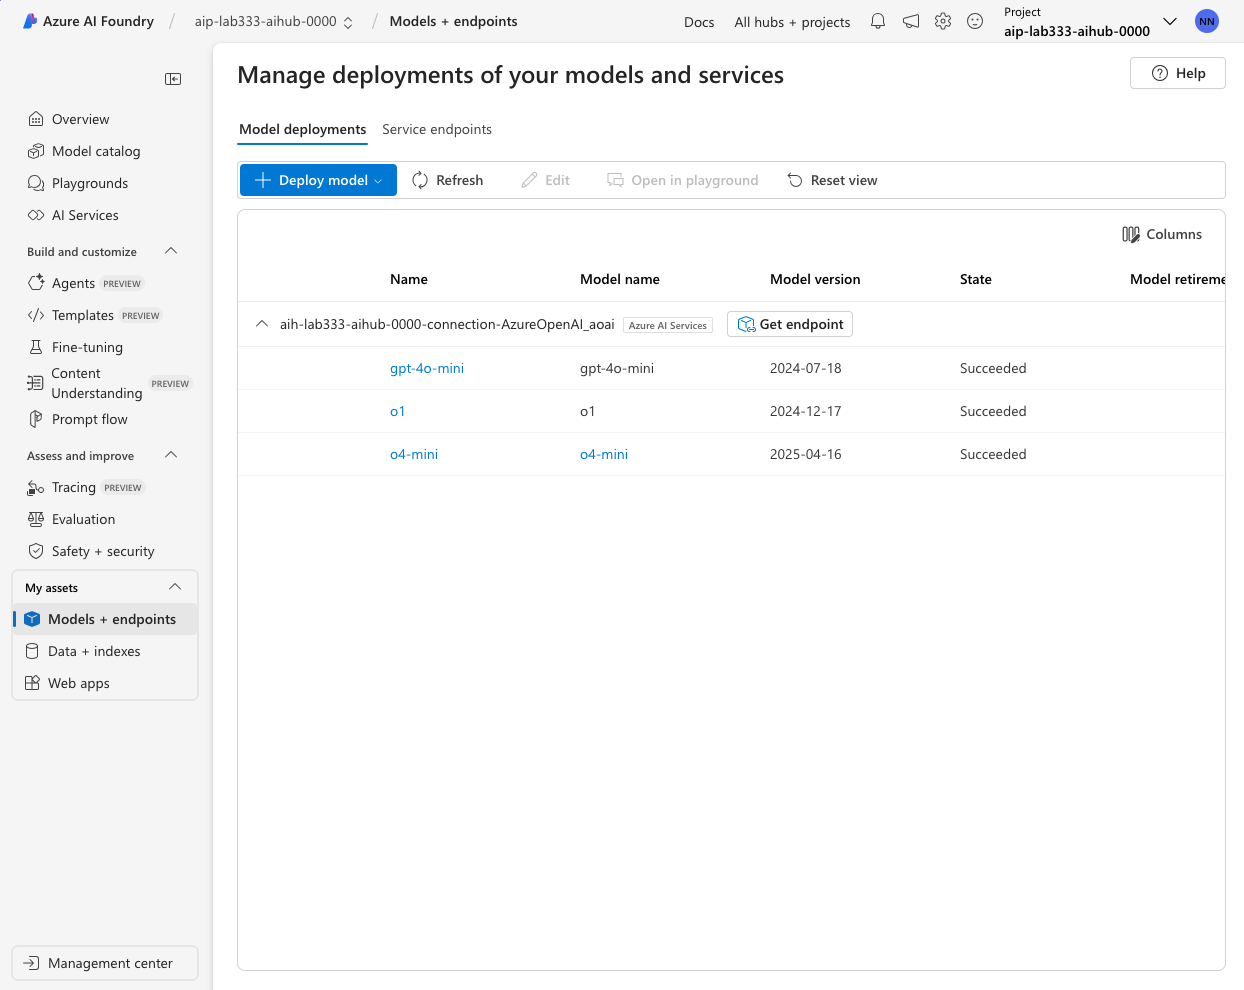 Azure AI Foundry / aip-lab333-aihub-0000 / Models + endpoints Docs All hubs + projects Project
aip-lab333-aihub-0000 NN
Overview
Model catalog
Playgrounds
AI Services
Build and customize
Agents PREVIEW
Templates PREVIEW
Fine-tuning
Content
Understanding PREVIEW
Prompt flow
Assess and improve
Tracing PREVIEW
Evaluation
Safety + security
My assets
Models + endpoints
Data + indexes
Web apps
Management center
Manage deployments of your models and services Help
Model deployments Service endpoints
Deploy model Refresh Edit Open in playground Reset view
Columns
Name Model name Model version State Model retireme
aih-lab333-aihub-0000-connection-AzureOpenAI_aoai Azure AI Services Get endpoint
gpt-4o-mini gpt-4o-mini 2024-07-18 Succeeded
o1 o1 2024-12-17 Succeeded
o4-mini o4-mini 2025-04-16 Succeeded